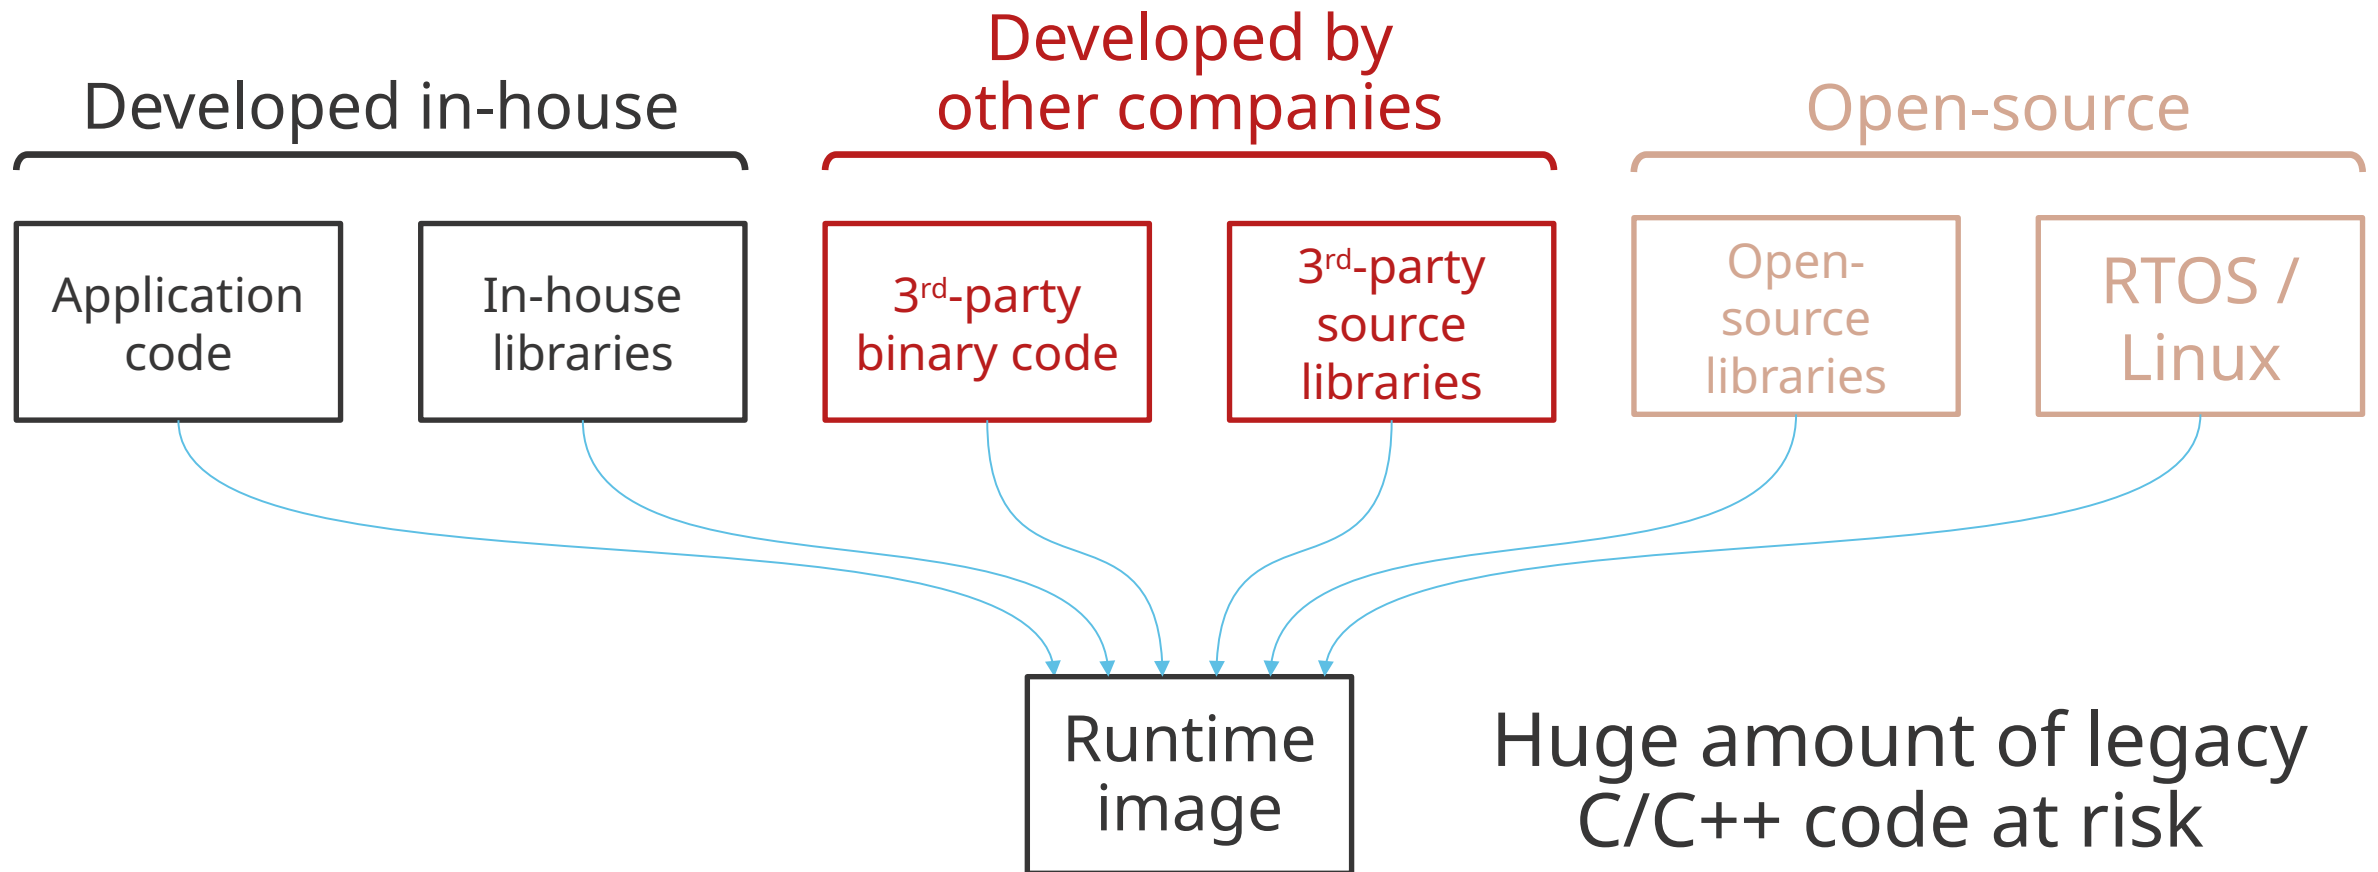 Developed in-house
Developed by
other companies
Open-source
Application
code
In-house
libraries
3rd-party
binary code
3rd-party
source
libraries
Open-
source
libraries
RTOS /
Linux
Runtime
image
Huge amount of legacy
C/C++ code at risk